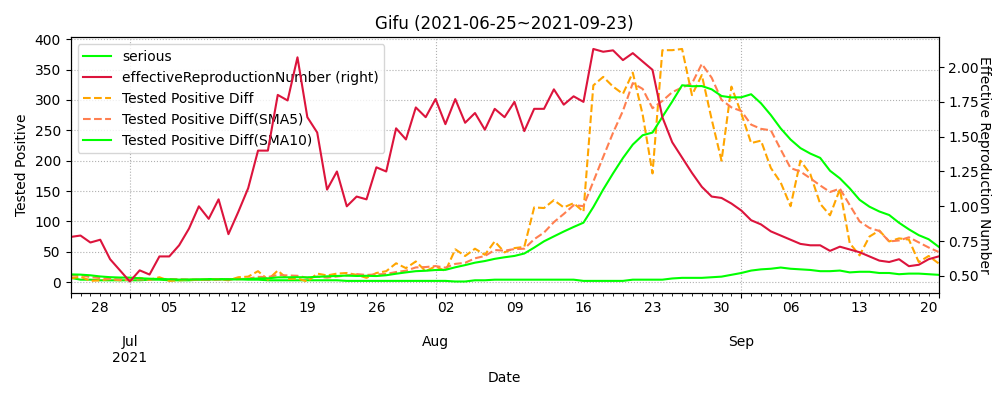 Gifu (2021-06-25~2021-09-23)
serious
effectiveReproductionNumber (right)
Tested Positive Diff
Tested Positive Diff(SMA5)
Tested Positive Diff(SMA10)
Tested Positive
400
350
300
250
200
150
100
50
0
Effective Reproduction Number
2.00
1.75
1.50
1.25
1.00
0.75
0.50
28 05 12 19 26 02 09 16 23 30 06 13 20
Jul Aug Sep
2021
Date